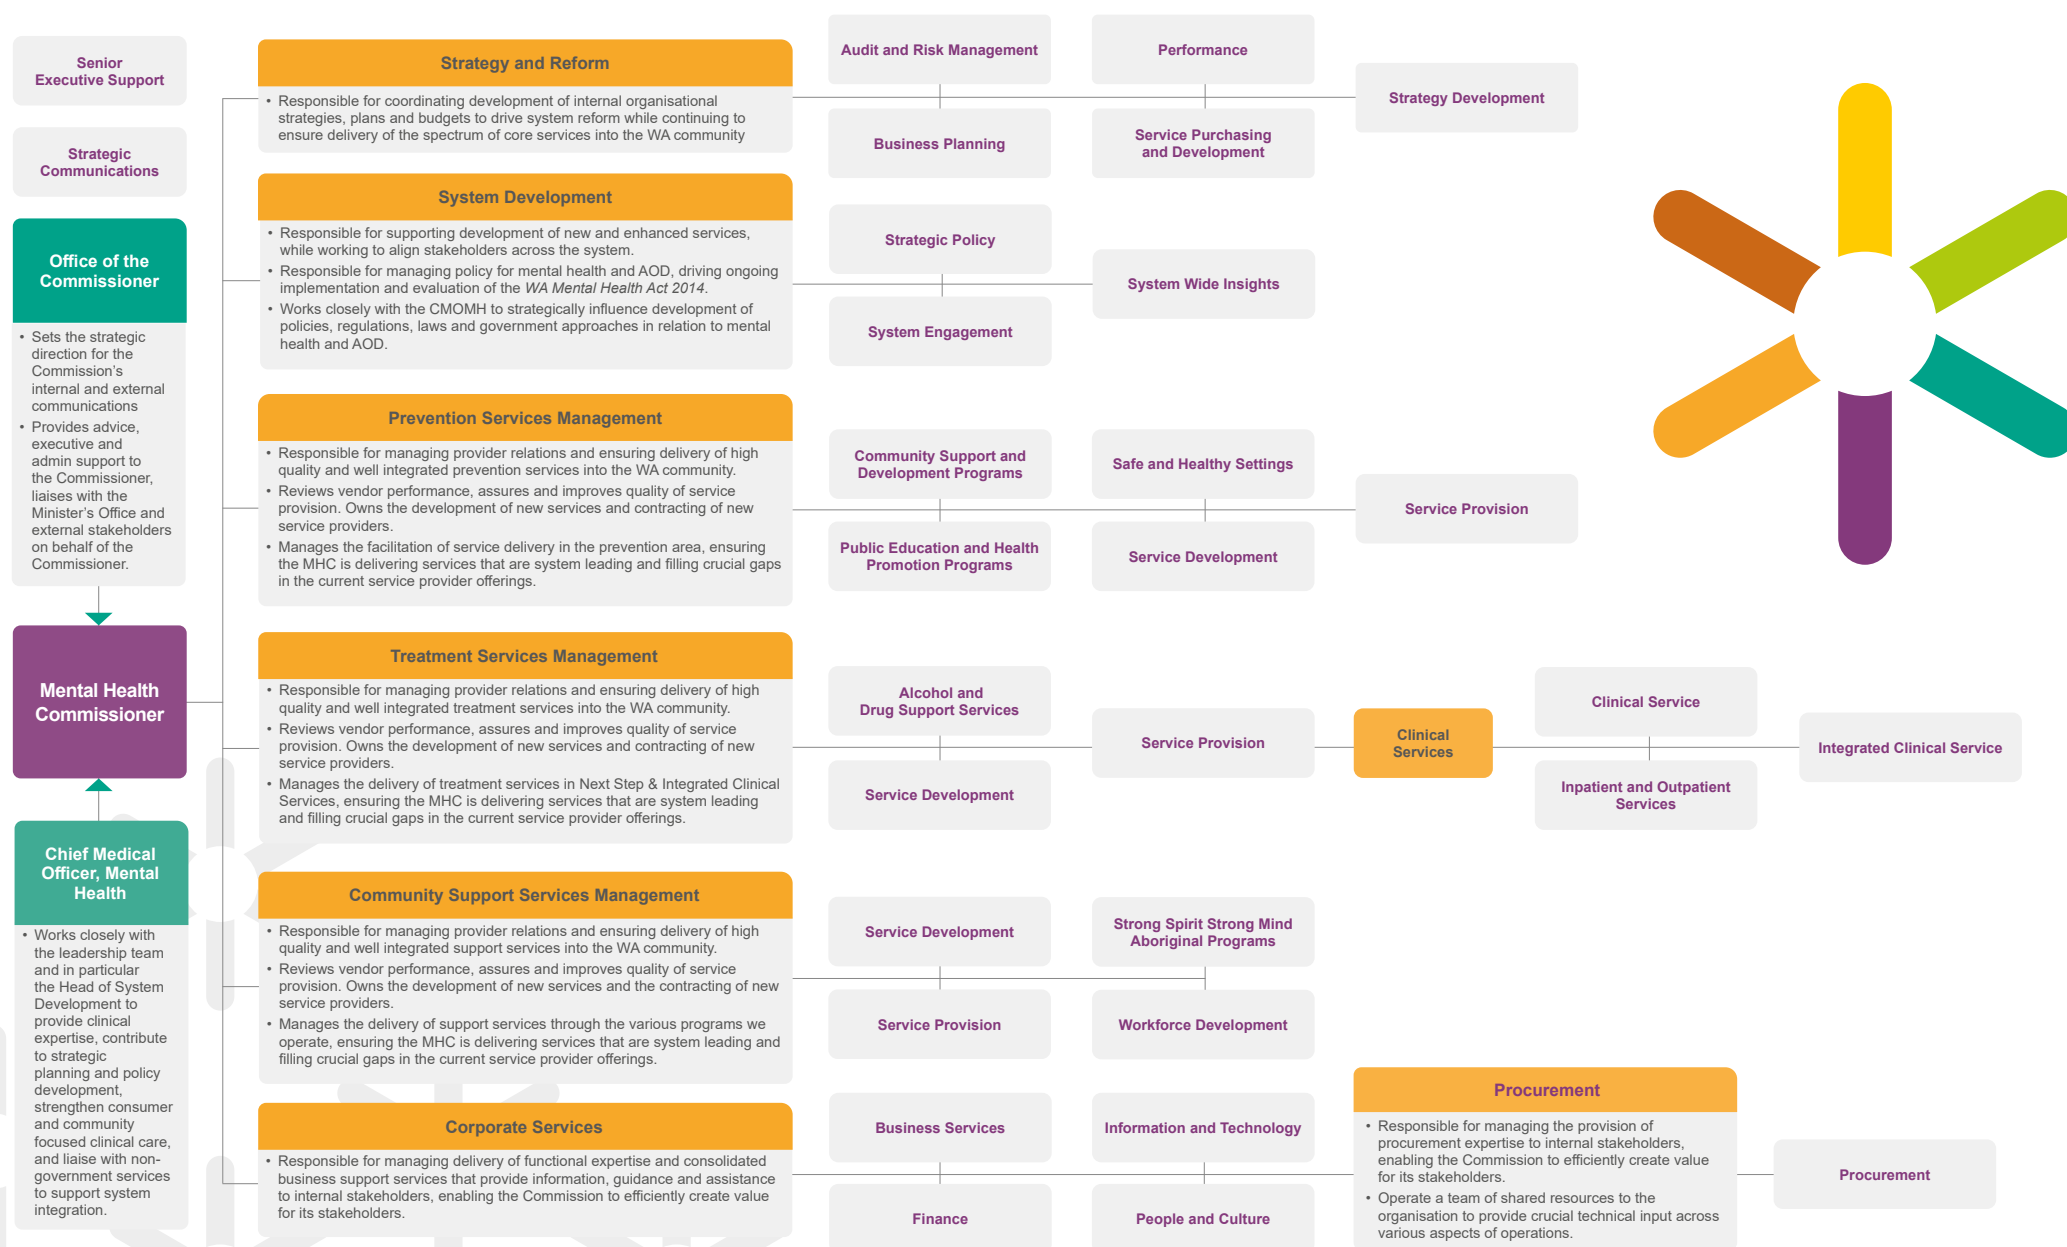 Senior
Executive Support
Strategic
Communications
Office of the
Commissioner
• Sets the strategic
direction for the
Commission’s
internal and external
communications
• Provides advice,
executive and
admin support to
the Commissioner,
liaises with the
Minister’s Office and
external stakeholders
on behalf of the
Commissioner.
Mental Health
Commissioner
Chief Medical
Officer, Mental
Health
• Works closely with
the leadership team
and in particular
the Head of System
Development to
provide clinical
expertise, contribute
to strategic
planning and policy
development,
strengthen consumer
and community
focused clinical care,
and liaise with non-
government services
to support system
integration.
Strategy and Reform
• Responsible for coordinating development of internal organisational
strategies, plans and budgets to drive system reform while continuing to
ensure delivery of the spectrum of core services into the WA community
Audit and Risk Management
Performance
Business Planning
Service Purchasing
and Development
Strategy Development
System Development
• Responsible for supporting development of new and enhanced services,
while working to align stakeholders across the system.
• Responsible for managing policy for mental health and AOD, driving ongoing
implementation and evaluation of the WA Mental Health Act 2014.
• Works closely with the CMOMH to strategically influence development of
policies, regulations, laws and government approaches in relation to mental
health and AOD.
Strategic Policy
System Engagement
System Wide Insights
Prevention Services Management
• Responsible for managing provider relations and ensuring delivery of high
quality and well integrated prevention services into the WA community.
• Reviews vendor performance, assures and improves quality of service
provision. Owns the development of new services and contracting of new
service providers.
• Manages the facilitation of service delivery in the prevention area, ensuring
the MHC is delivering services that are system leading and filling crucial gaps
in the current service provider offerings.
Community Support and
Development Programs
Safe and Healthy Settings
Public Education and Health
Promotion Programs
Service Development
Service Provision
Treatment Services Management
• Responsible for managing provider relations and ensuring delivery of high
quality and well integrated treatment services into the WA community.
• Reviews vendor performance, assures and improves quality of service
provision. Owns the development of new services and contracting of new
service providers.
• Manages the delivery of treatment services in Next Step & Integrated Clinical
Services, ensuring the MHC is delivering services that are system leading
and filling crucial gaps in the current service provider offerings.
Alcohol and
Drug Support Services
Service Development
Service Provision
Clinical
Services
Clinical Service
Inpatient and Outpatient
Services
Integrated Clinical Service
Community Support Services Management
• Responsible for managing provider relations and ensuring delivery of high
quality and well integrated support services into the WA community.
• Reviews vendor performance, assures and improves quality of service
provision. Owns the development of new services and the contracting of new
service providers.
• Manages the delivery of support services through the various programs we
operate, ensuring the MHC is delivering services that are system leading and
filling crucial gaps in the current service provider offerings.
Service Development
Strong Spirit Strong Mind
Aboriginal Programs
Service Provision
Workforce Development
Corporate Services
• Responsible for managing delivery of functional expertise and consolidated
business support services that provide information, guidance and assistance
to internal stakeholders, enabling the Commission to efficiently create value
for its stakeholders.
Business Services
Information and Technology
Finance
People and Culture
Procurement
• Responsible for managing the provision of
procurement expertise to internal stakeholders,
enabling the Commission to efficiently create value
for its stakeholders.
• Operate a team of shared resources to the
organisation to provide crucial technical input across
various aspects of operations.
Procurement